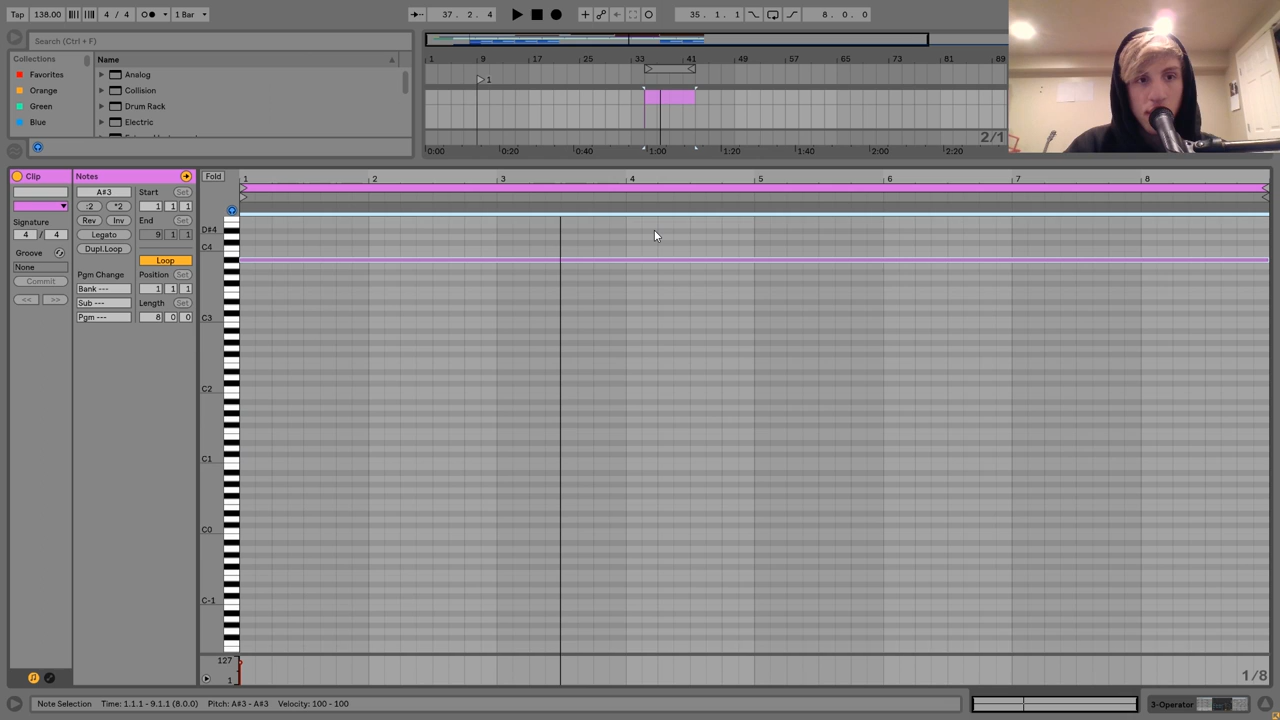 Tap 138.00 4 / 4 1 Bar 37. 2. 4 35. 1. 1 8. 0. 0
Search (Ctrl + F)
Collections
Favorites
Orange
Green
Blue
Name
Analog
Collision
Drum Rack
Electric
1 9 17 25 33 41 49 57 65 73 81 89
1
2/1
0:00 0:20 0:40 1:00 1:20 1:40 2:00 2:20
Clip
Signature
4 / 4
Groove
None
Commit
<< >>
Notes
A#3
:2 *2
Rev Inv
Legato
Dupl.Loop
Pgm Change
Bank ---
Sub ---
Pgm ---
Start Set
1 1 1
End Set
9 1 1
Loop
Position Set
1 1 1
Length Set
8 0 0
Fold
1 2 3 4 5 6 7 8
D#4
C4
C3
C2
C1
C0
C-1
127
1
1/8
Note Selection Time: 1.1.1 - 9.1.1 (8.0.0) Pitch: A#3 - A#3 Velocity: 100 - 100
3-Operator